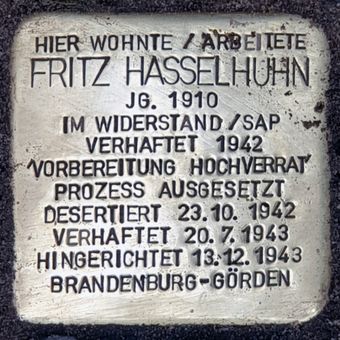 HIER WOHNTE / ARBEITETE
FRITZ HASSELHUHN
JG. 1910
IM WIDERSTAND / SAP
VERHAFTET 1942
'VORBEREITUNG HOCHVERRAT'
PROZESS AUSGESETZT
DESERTIERT 23.10. 1942
VERHAFTET 20.7.1943
HINGERICHTET 13.12.1943
BRANDENBURG-GÖRDEN